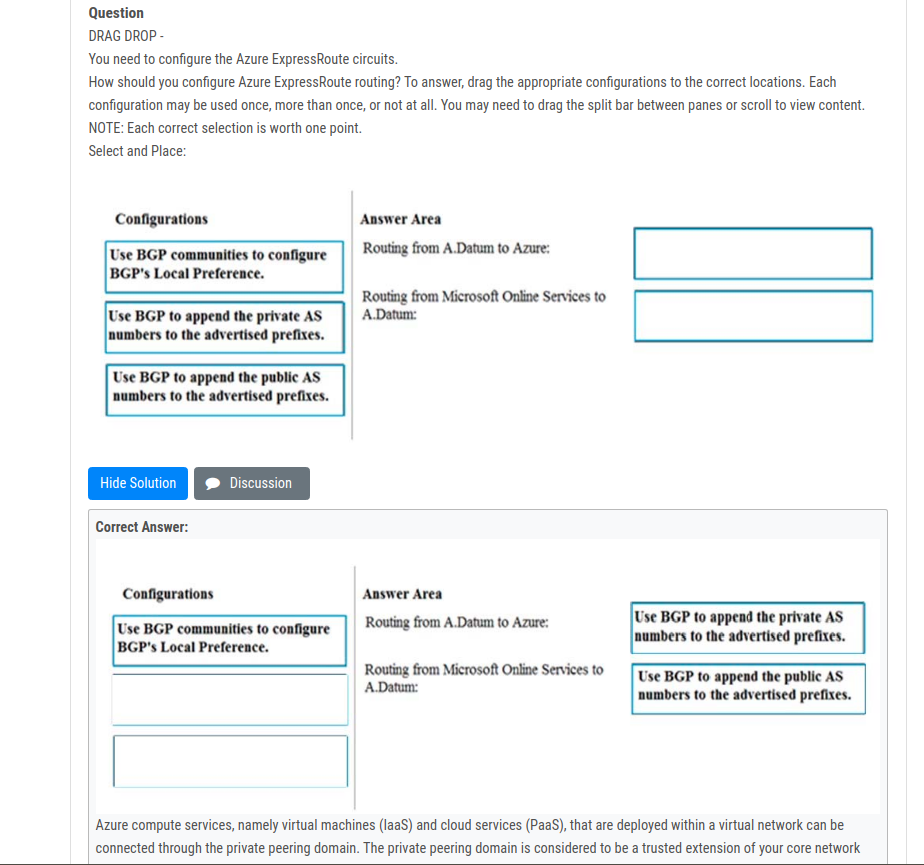 Question
DRAG DROP -
You need to configure the Azure ExpressRoute circuits.
How should you configure Azure ExpressRoute routing? To answer, drag the appropriate configurations to the correct locations. Each
configuration may be used once, more than once, or not at all. You may need to drag the split bar between panes or scroll to view content.
NOTE: Each correct selection is worth one point.
Select and Place:
Configurations
Use BGP communities to configure
BGP's Local Preference.
Use BGP to append the private AS
numbers to the advertised prefixes.
Use BGP to append the public AS
numbers to the advertised prefixes.
Answer Area
Routing from A.Datum to Azure:
Routing from Microsoft Online Services to
A.Datum:
Hide Solution
Discussion
Correct Answer:
Configurations
Use BGP communities to configure
BGP's Local Preference.
Answer Area
Routing from A.Datum to Azure:
Use BGP to append the private AS
numbers to the advertised prefixes.
Routing from Microsoft Online Services to
A.Datum:
Use BGP to append the public AS
numbers to the advertised prefixes.
Azure compute services, namely virtual machines (IaaS) and cloud services (PaaS), that are deployed within a virtual network can be
connected through the private peering domain. The private peering domain is considered to be a trusted extension of your core network